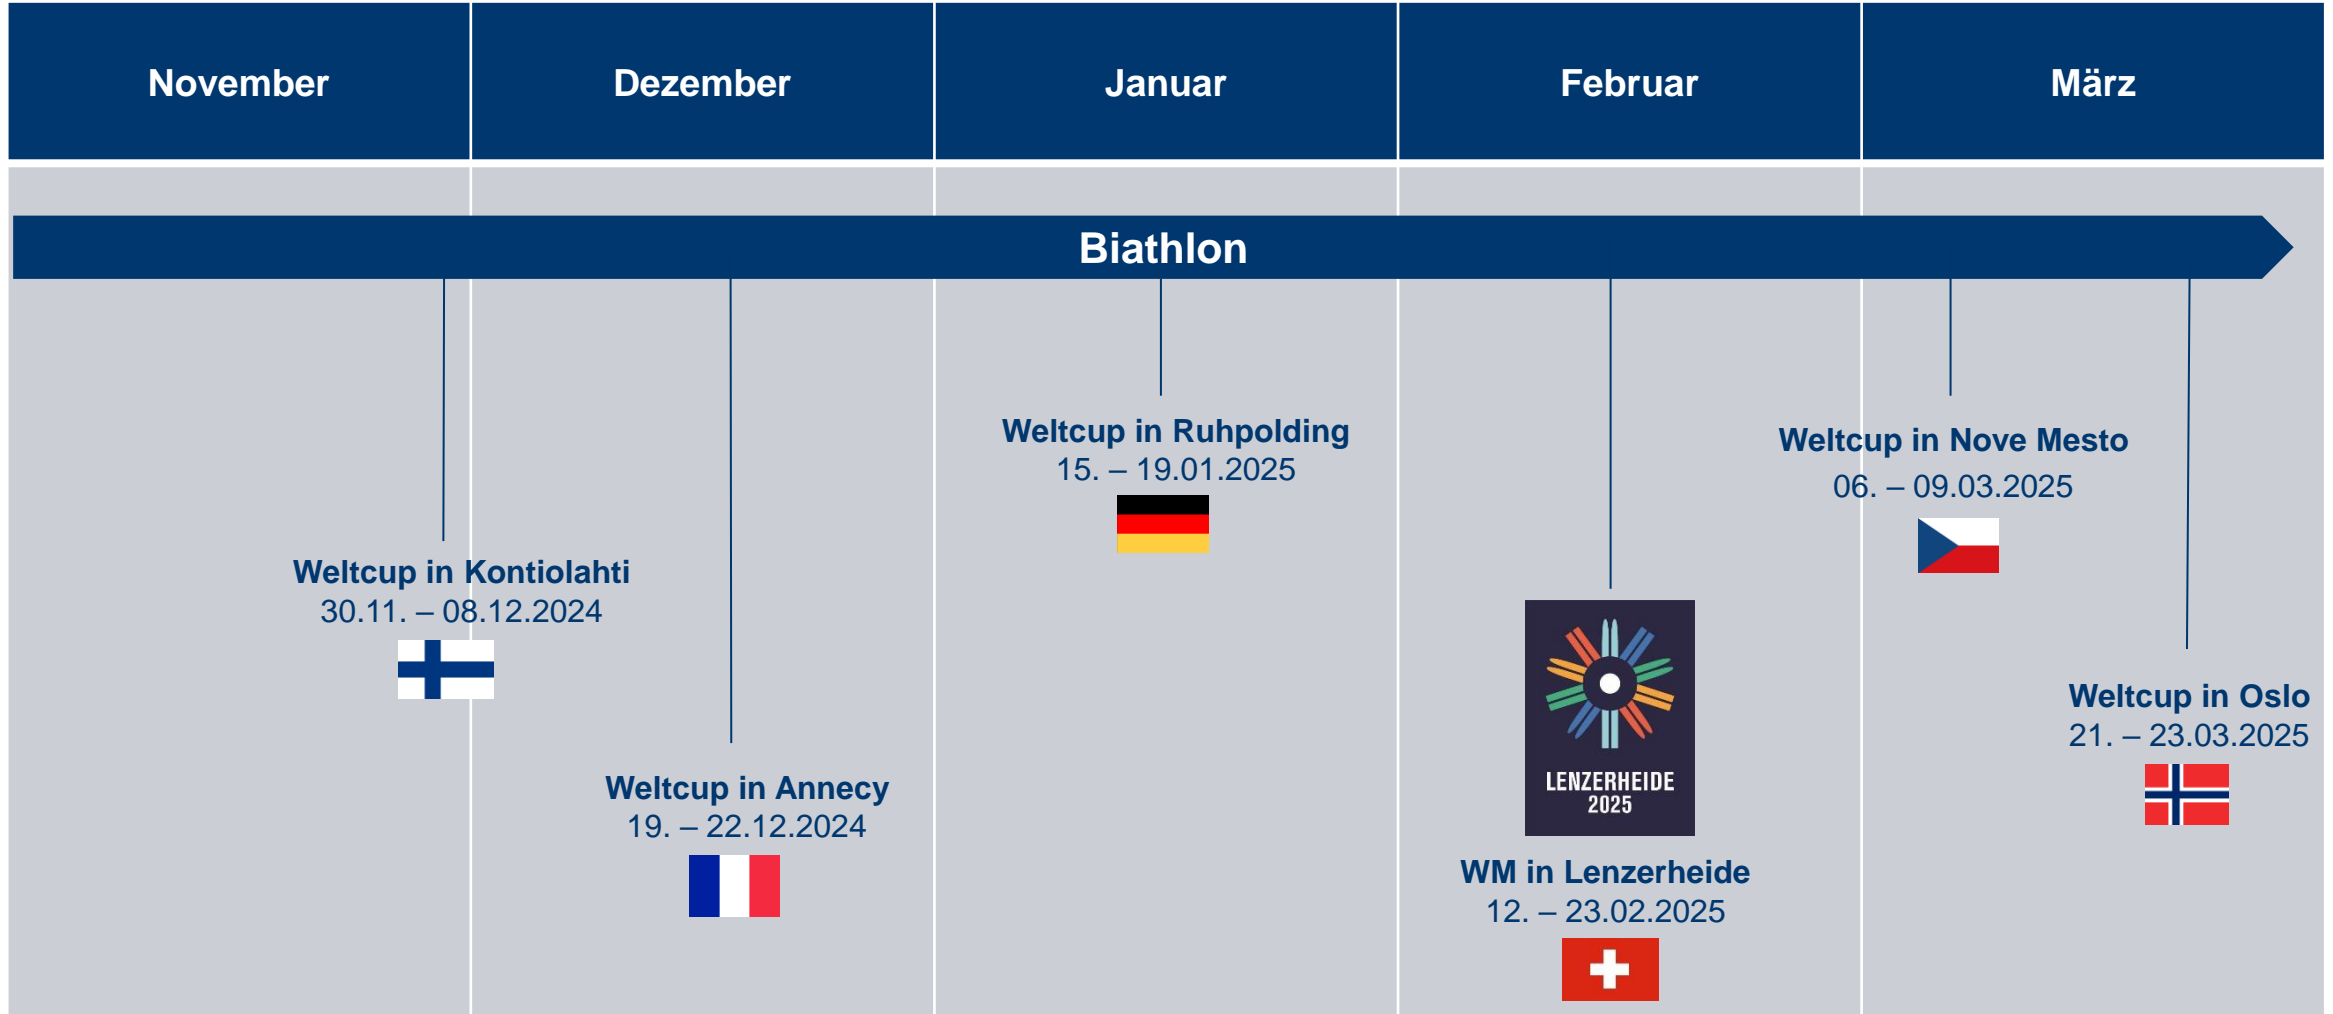 November
Dezember
Januar
Februar
März
Biathlon
Weltcup in Kontiolahti
30.11. – 08.12.2024
Weltcup in Annecy
19. – 22.12.2024
Weltcup in Ruhpolding
15. – 19.01.2025
LENZERHEIDE
2025
WM in Lenzerheide
12. – 23.02.2025
Weltcup in Nove Mesto
06. – 09.03.2025
Weltcup in Oslo
21. – 23.03.2025